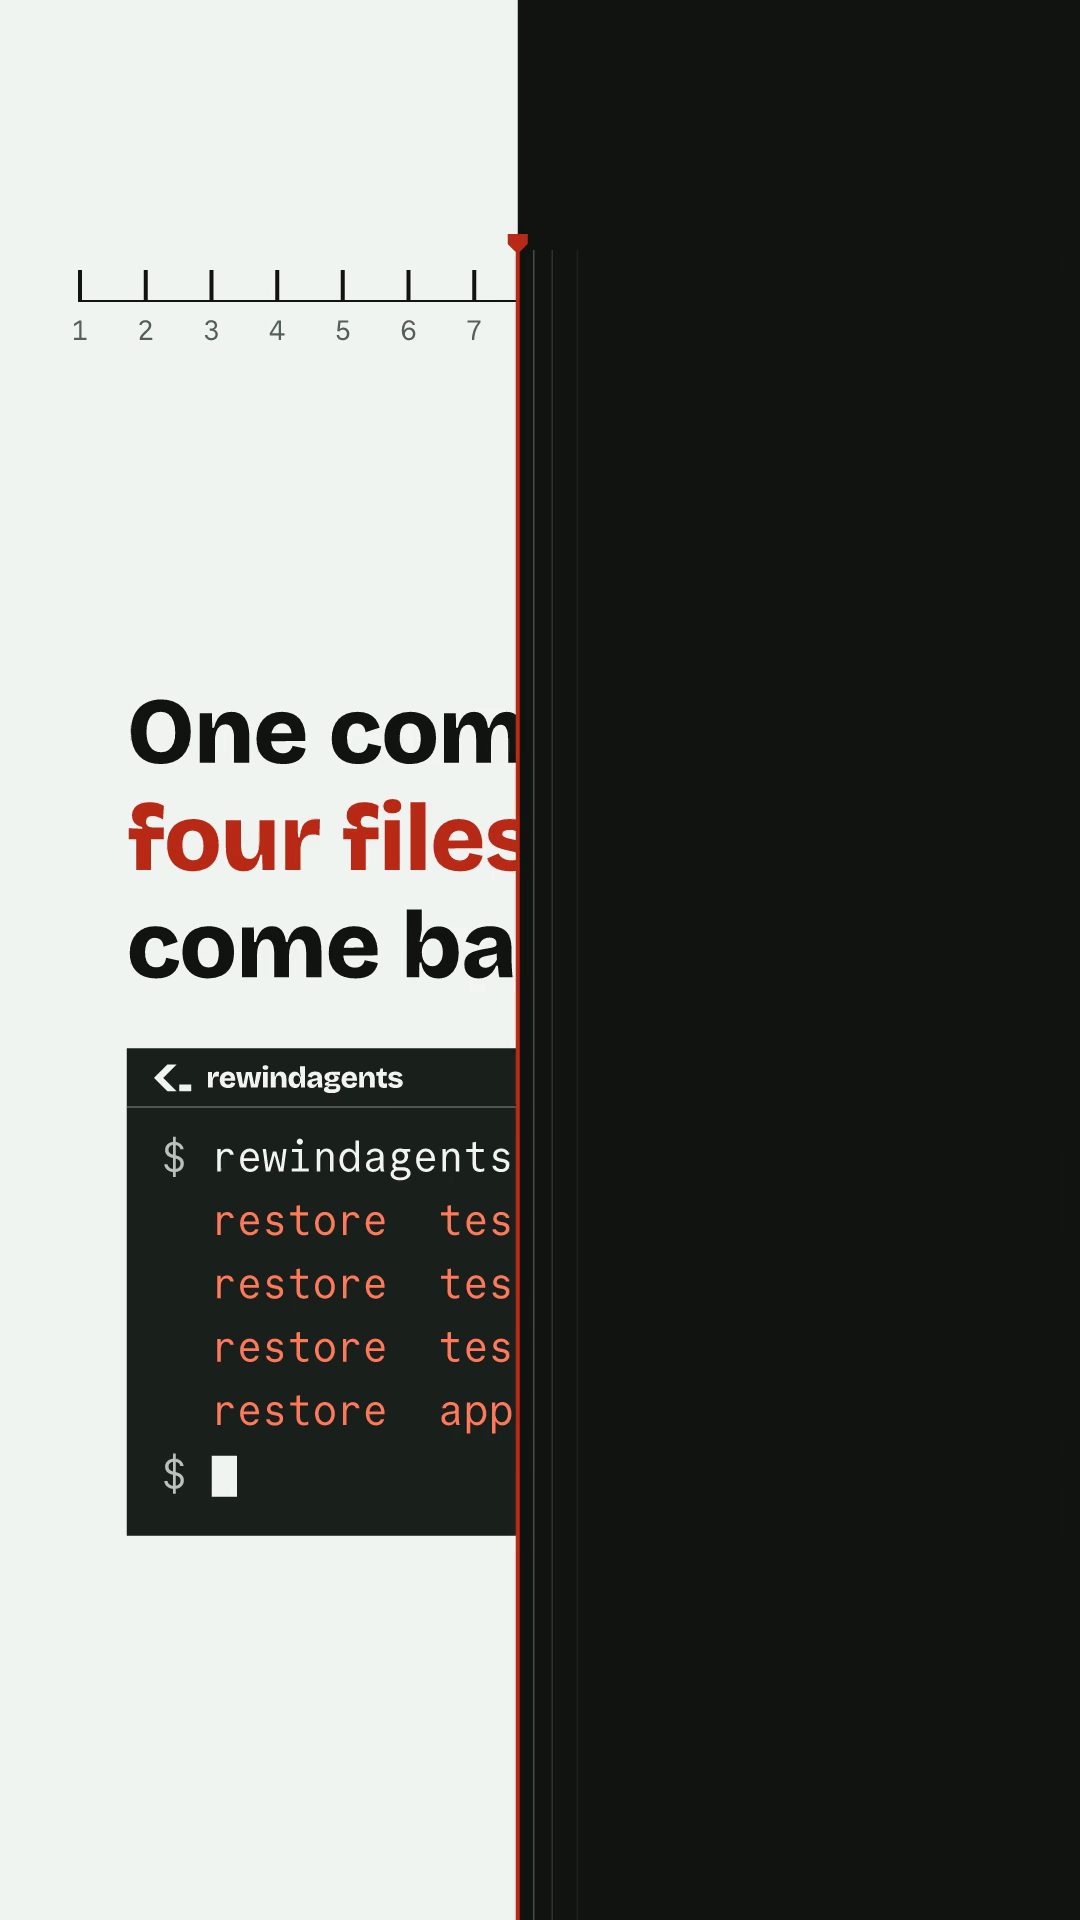 1 2 3 4 5 6 7
One com
four files
come ba
rewindagents
$ rewindagents
restore tes
restore tes
restore tes
restore app
$